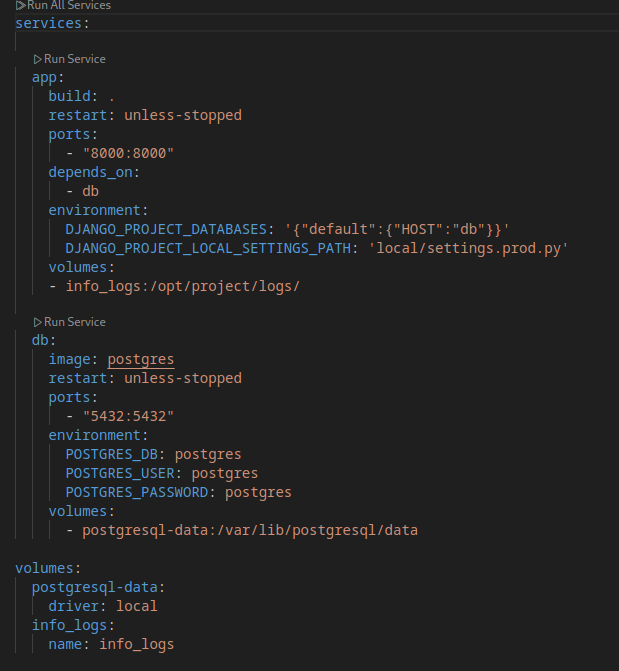 Run All Services
services:
Run Service
app:
build: .
restart: unless-stopped
ports:
- "8000:8000"
depends_on:
- db
environment:
DJANGO_PROJECT_DATABASES: '{"default":{"HOST":"db"}}'
DJANGO_PROJECT_LOCAL_SETTINGS_PATH: 'local/settings.prod.py'
volumes:
- info_logs:/opt/project/logs/
Run Service
db:
image: postgres
restart: unless-stopped
ports:
- "5432:5432"
environment:
POSTGRES_DB: postgres
POSTGRES_USER: postgres
POSTGRES_PASSWORD: postgres
volumes:
- postgresql-data:/var/lib/postgresql/data
volumes:
postgresql-data:
driver: local
info_logs:
name: info_logs